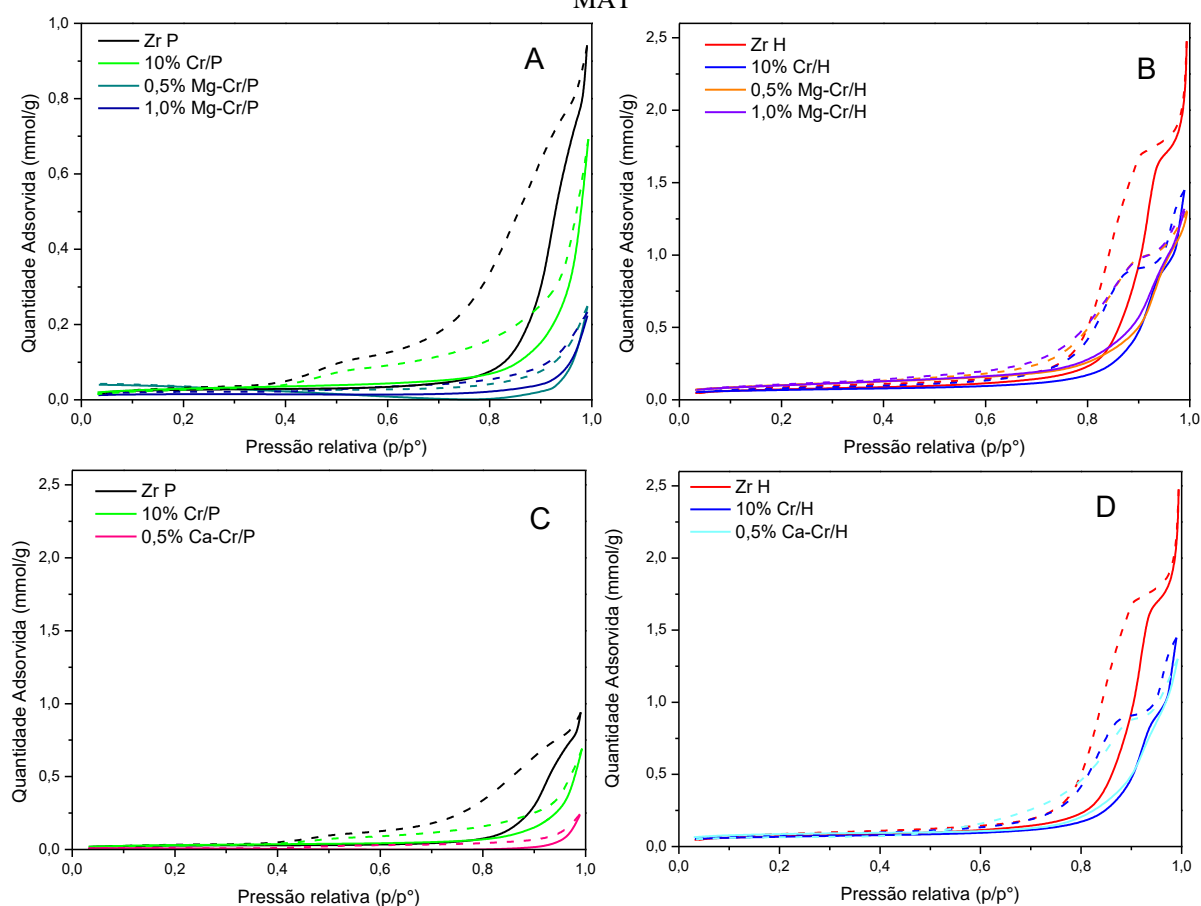 MAT
Zr P
10% Cr/P
0,5% Mg-Cr/P
1,0% Mg-Cr/P
A
1,0
0,8
0,6
0,4
0,2
0,0
Quantidade Adsorvida (mmol/g)
0,0 0,2 0,4 0,6 0,8 1,0
Pressão relativa (p/p°)
Zr H
10% Cr/H
0,5% Mg-Cr/H
1,0% Mg-Cr/H
B
2,5
2,0
1,5
1,0
0,5
0,0
Quantidade Adsorvida (mmol/g)
0,0 0,2 0,4 0,6 0,8 1,0
Pressão relativa (p/p°)
Zr P
10% Cr/P
0,5% Ca-Cr/P
C
2,5
2,0
1,5
1,0
0,5
0,0
Quantidade Adsorvida (mmol/g)
0,0 0,2 0,4 0,6 0,8 1,0
Pressão relativa (p/p°)
Zr H
10% Cr/H
0,5% Ca-Cr/H
D
2,5
2,0
1,5
1,0
0,5
0,0
Quantidade Adsorvida (mmol/g)
0,0 0,2 0,4 0,6 0,8 1,0
Pressão relativa (p/p°)